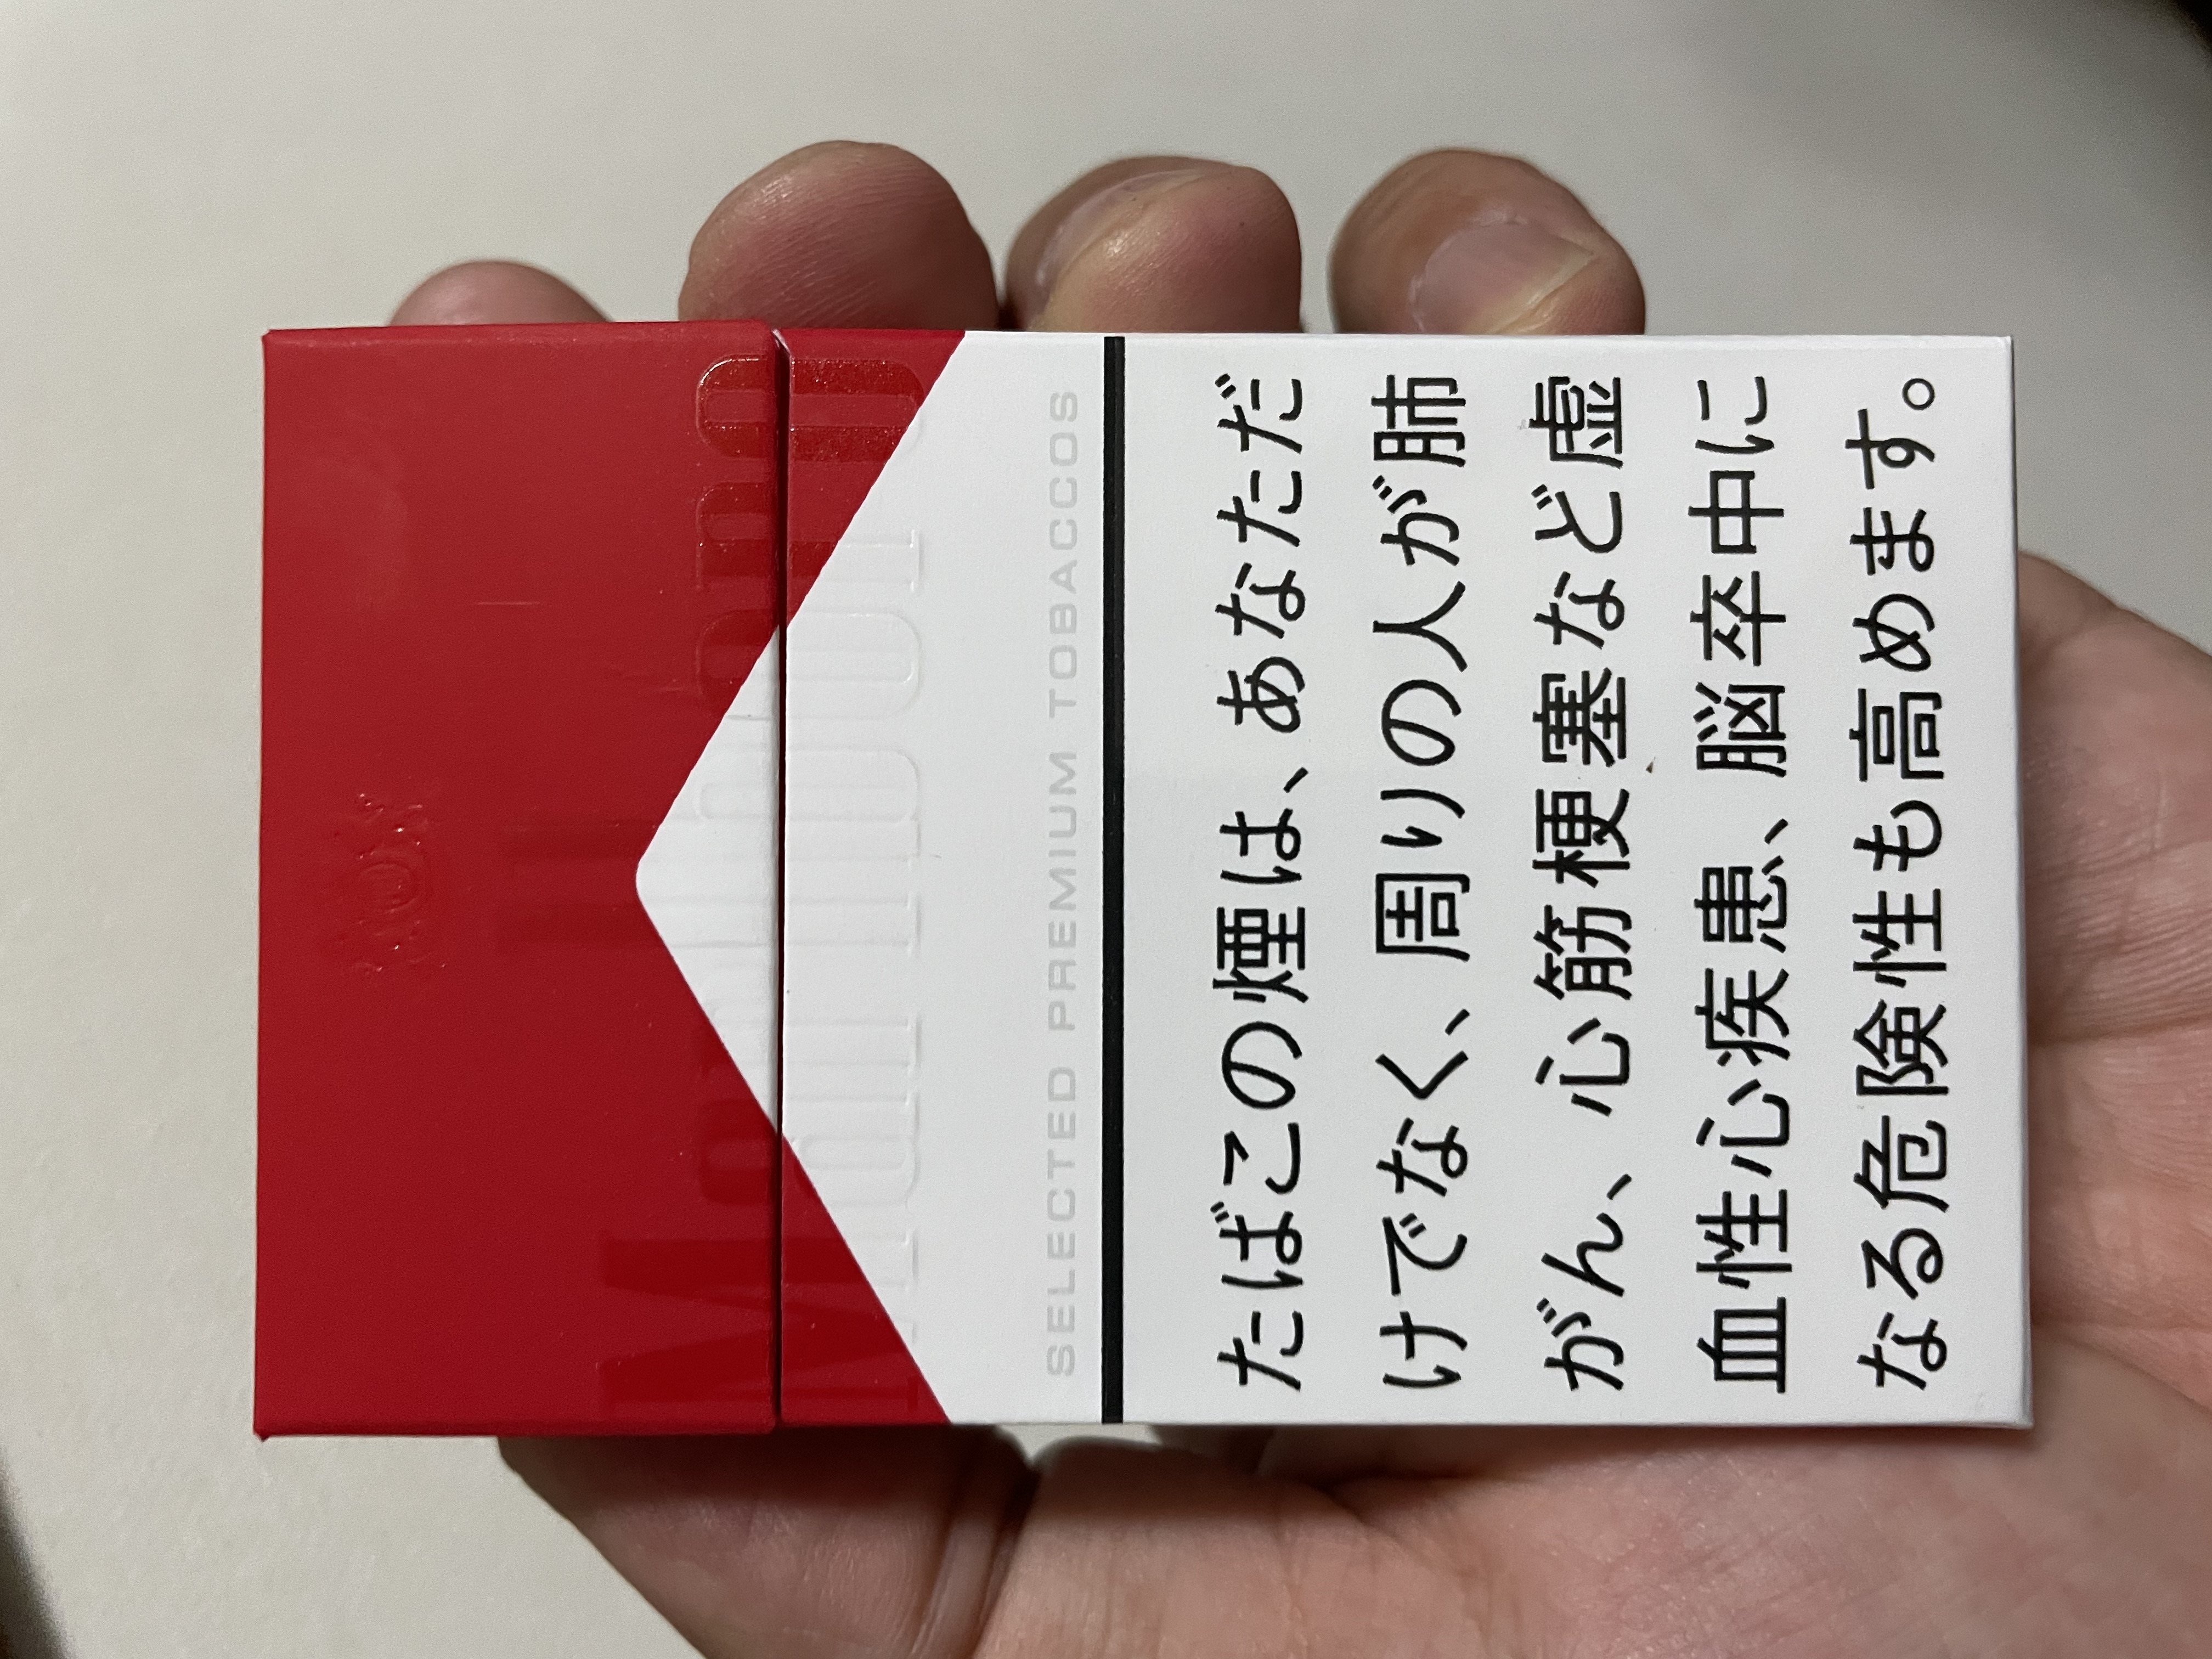 Marlboro
SELECTED PREMIUM TOBACCOS
たばこの煙は、あなただ
けでなく、周りの人が肺
がん、心筋梗塞など虚
血性心疾患、脳卒中に
なる危険性も高めます。